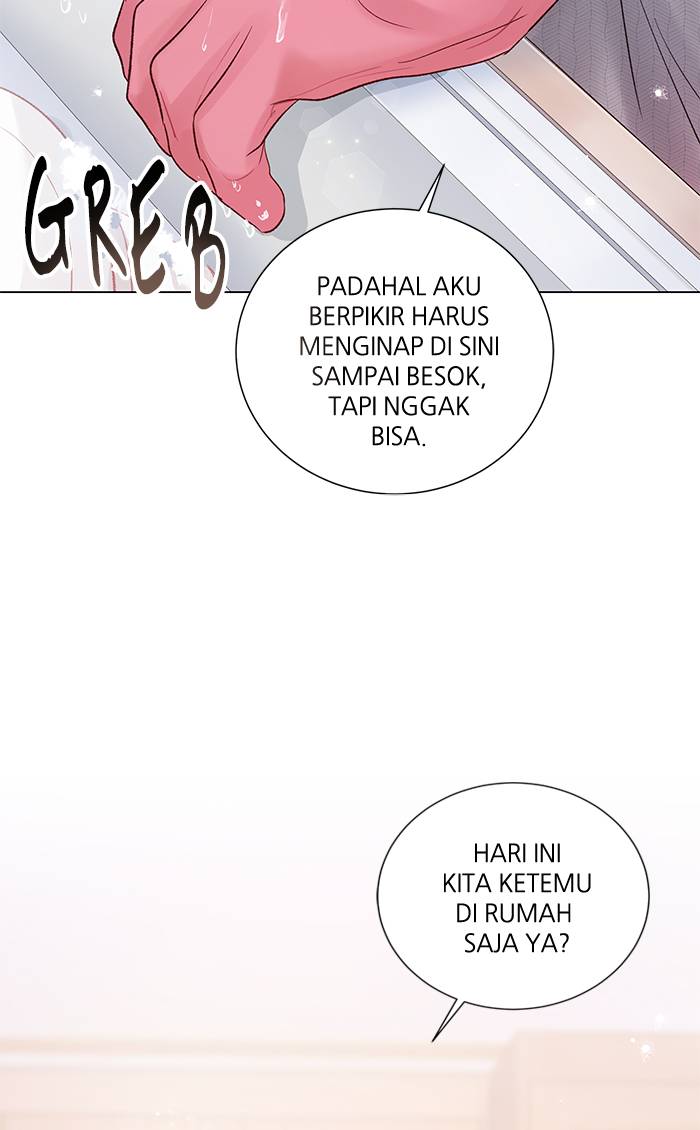 GREB
PADAHAL AKU
BERPIKIR HARUS
MENGINAP DI SINI
SAMPAI BESOK,
TAPI NGGAK
BISA.
HARI INI
KITA KETEMU
DI RUMAH
SAJA YA?